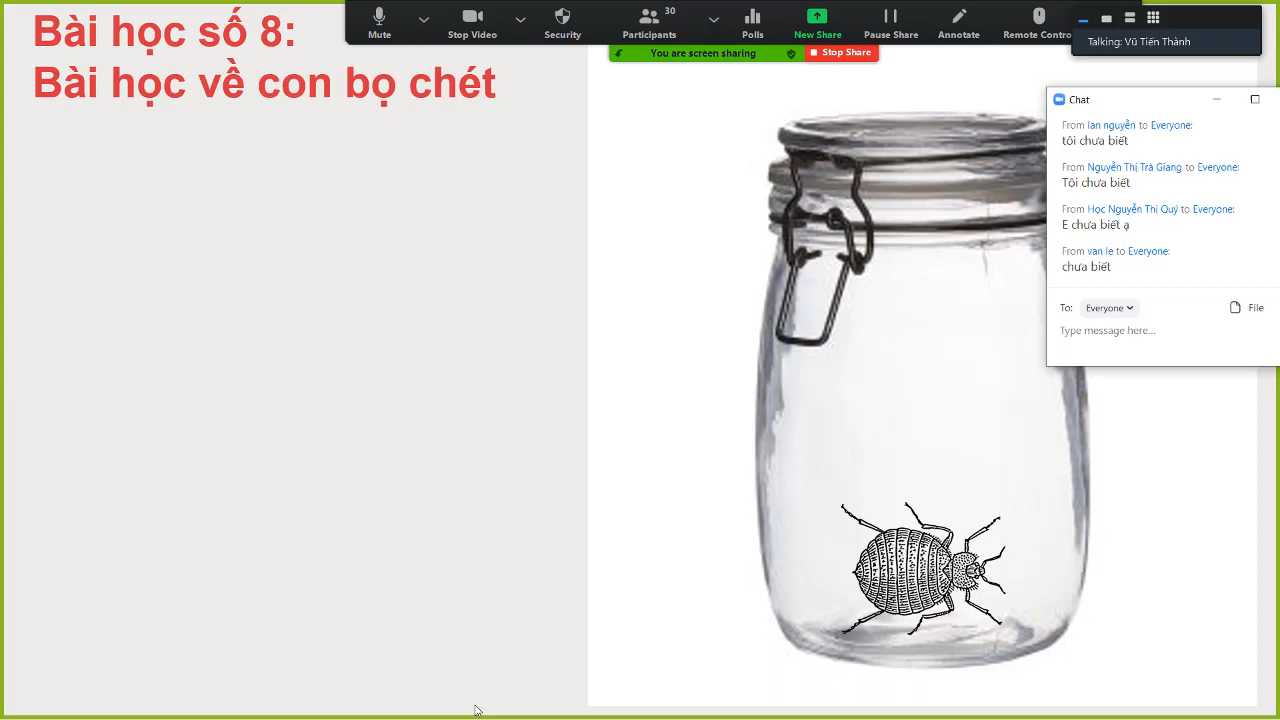 Bài học số 8:
Bài học về con bọ chét
30
Mute
Stop Video
Security
Participants
Polls
New Share
Pause Share
Annotate
Remote Contro
You are screen sharing
Stop Share
Talking: Vũ Tiến Thành
Chat
From lan nguyễn to Everyone:
tôi chưa biết
From Nguyễn Thị Trà Giang to Everyone:
Tôi chưa biết
From Học Nguyễn Thị Quý to Everyone:
E chưa biết ạ
From van le to Everyone:
chưa biết
To: Everyone File
Type message here...